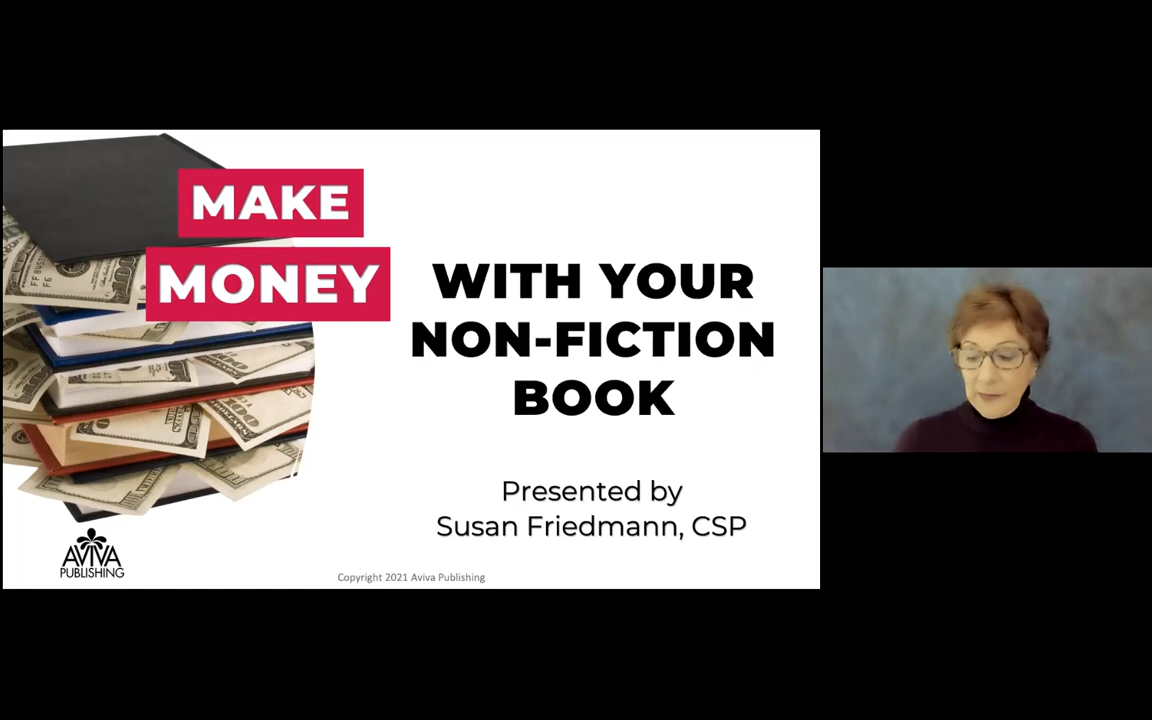 MAKE
MONEY
WITH YOUR
NON-FICTION
BOOK
Presented by
Susan Friedmann, CSP
AVIVA
PUBLISHING
Copyright 2021 Aviva Publishing